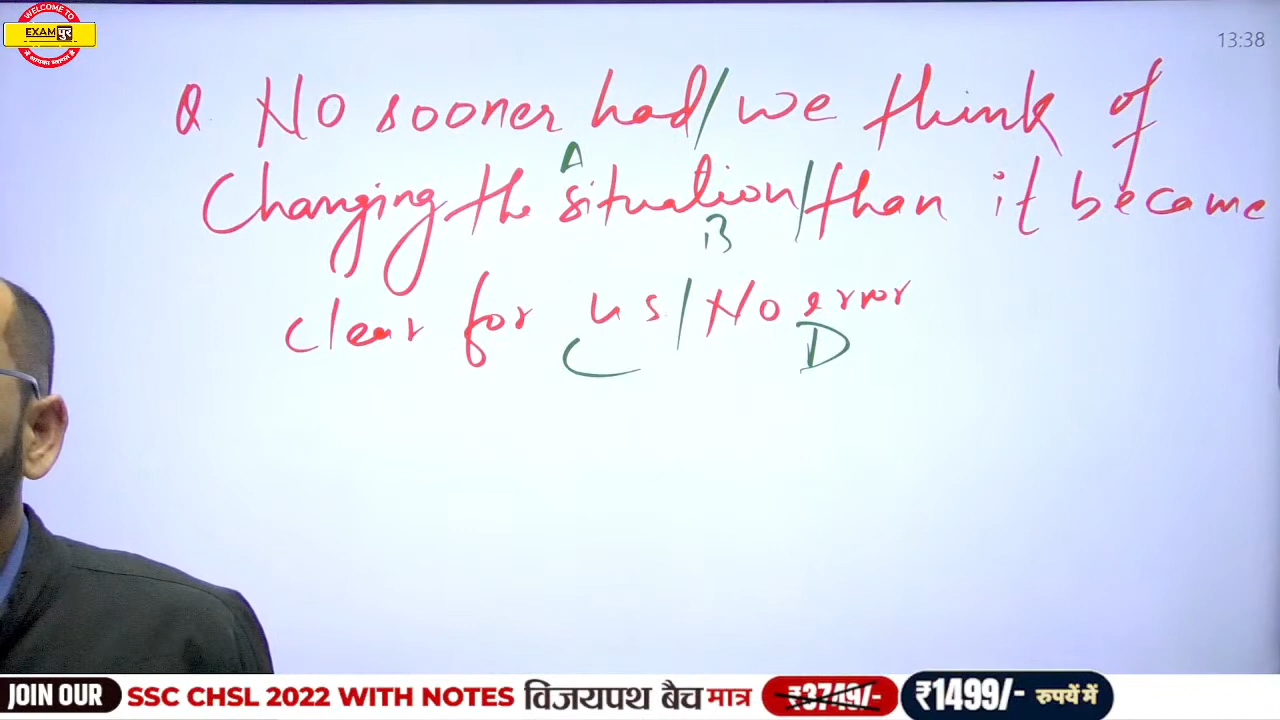 WELCOME TO
EXAMपुर
13:38
Q No sooner had/we think of
A
Changing the situation/than it became
B
clear for us/No error
C D
JOIN OUR SSC CHSL 2022 WITH NOTES विजयपथ बैच मात्र ₹3749/- ₹1499/- रुपयें में